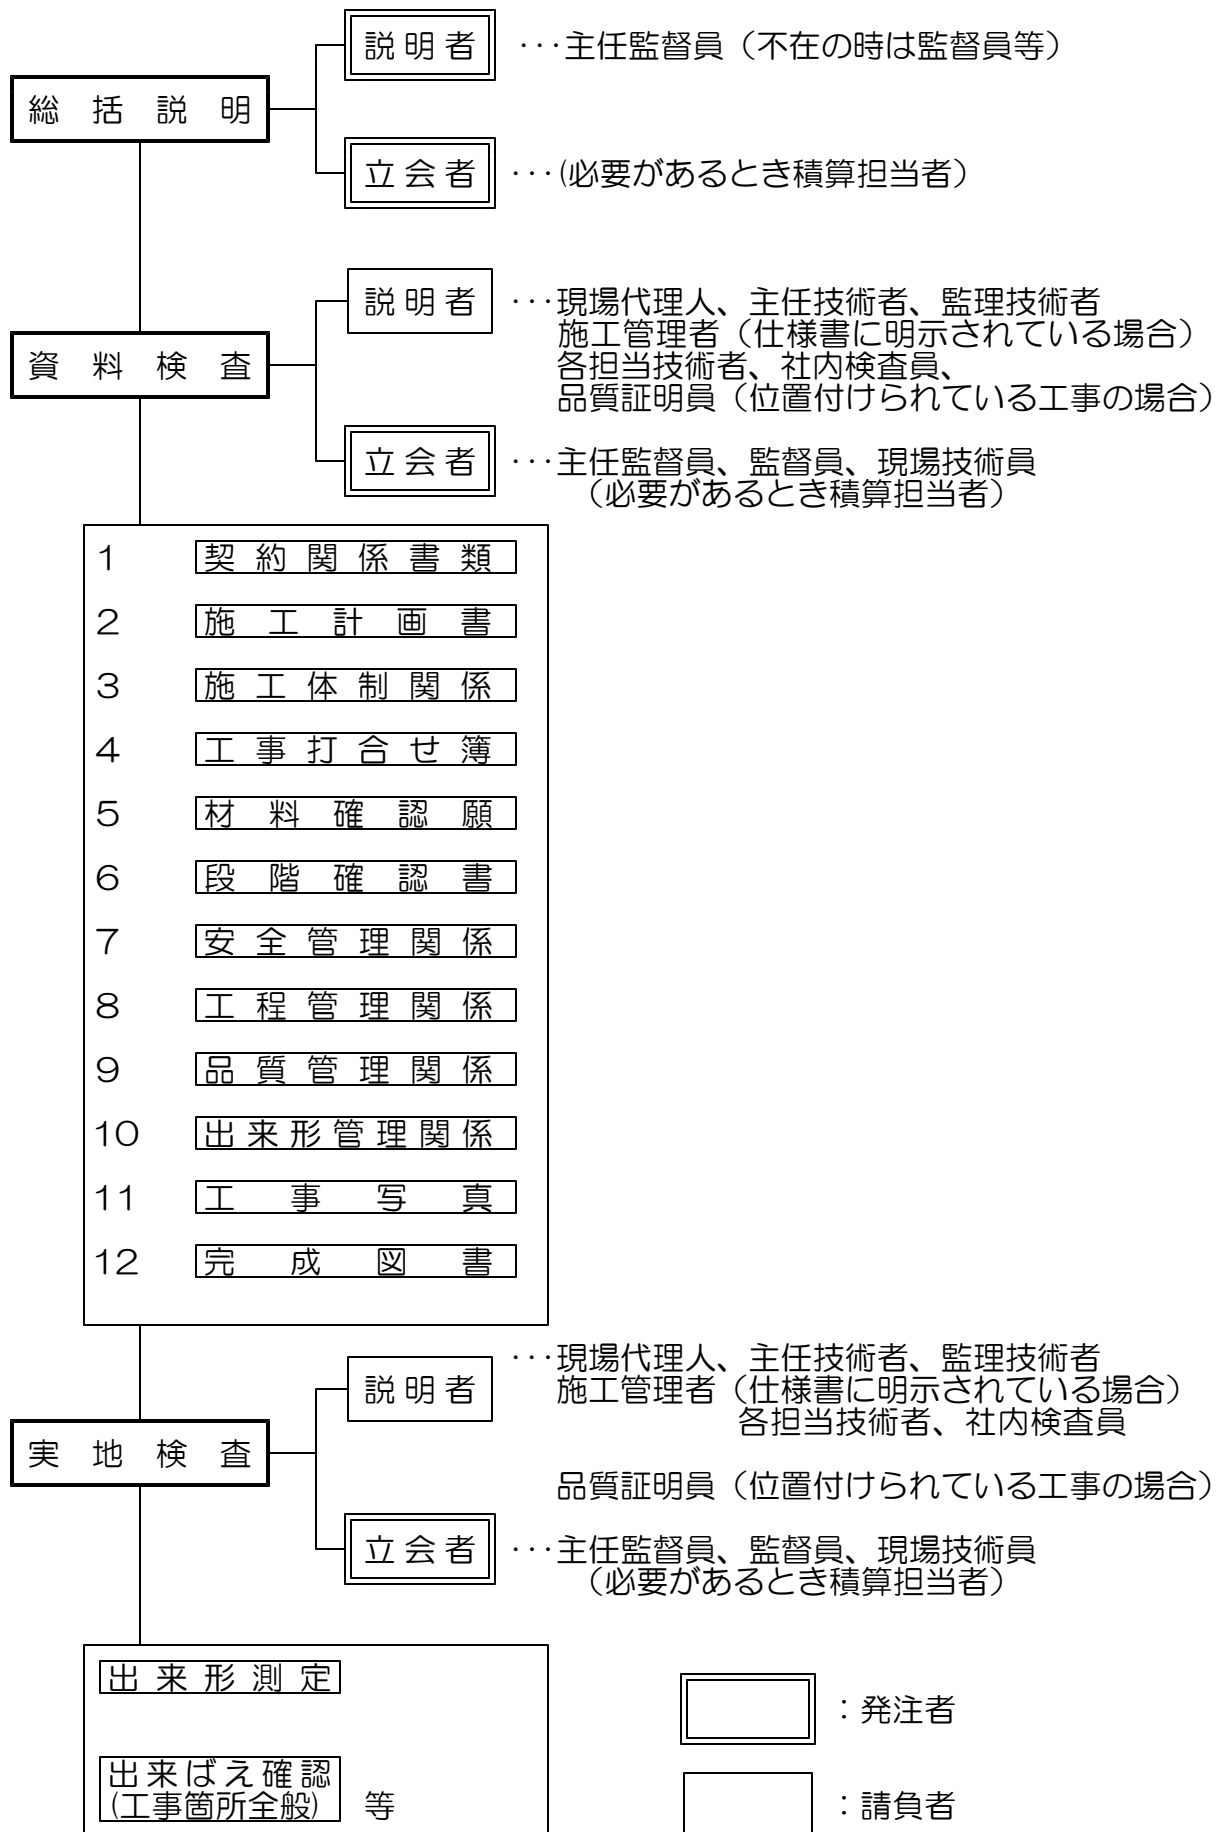 説明者 ･･･主任監督員（不在の時は監督員等）
総括説明
立会者 ･･･(必要があるとき積算担当者）
説明者 ･･･現場代理人、主任技術者、監理技術者
施工管理者（仕様書に明示されている場合）
資料検査
各担当技術者、社内検査員、
品質証明員（位置付けられている工事の場合）
立会者 ･･･主任監督員、監督員、現場技術員
（必要があるとき積算担当者）
1 契約関係書類
2 施工計画書
3 施工体制関係
4 工事打合せ簿
5 材料確認願
6 段階確認書
7 安全管理関係
8 工程管理関係
9 品質管理関係
10 出来形管理関係
11 工事写真
12 完成図書
･･･現場代理人、主任技術者、監理技術者
説明者 施工管理者（仕様書に明示されている場合）
各担当技術者、社内検査員
実地検査
品質証明員（位置付けられている工事の場合）
立会者 ･･･主任監督員、監督員、現場技術員
（必要があるとき積算担当者）
出来形測定
：発注者
出来ばえ確認
(工事箇所全般) 等
：請負者